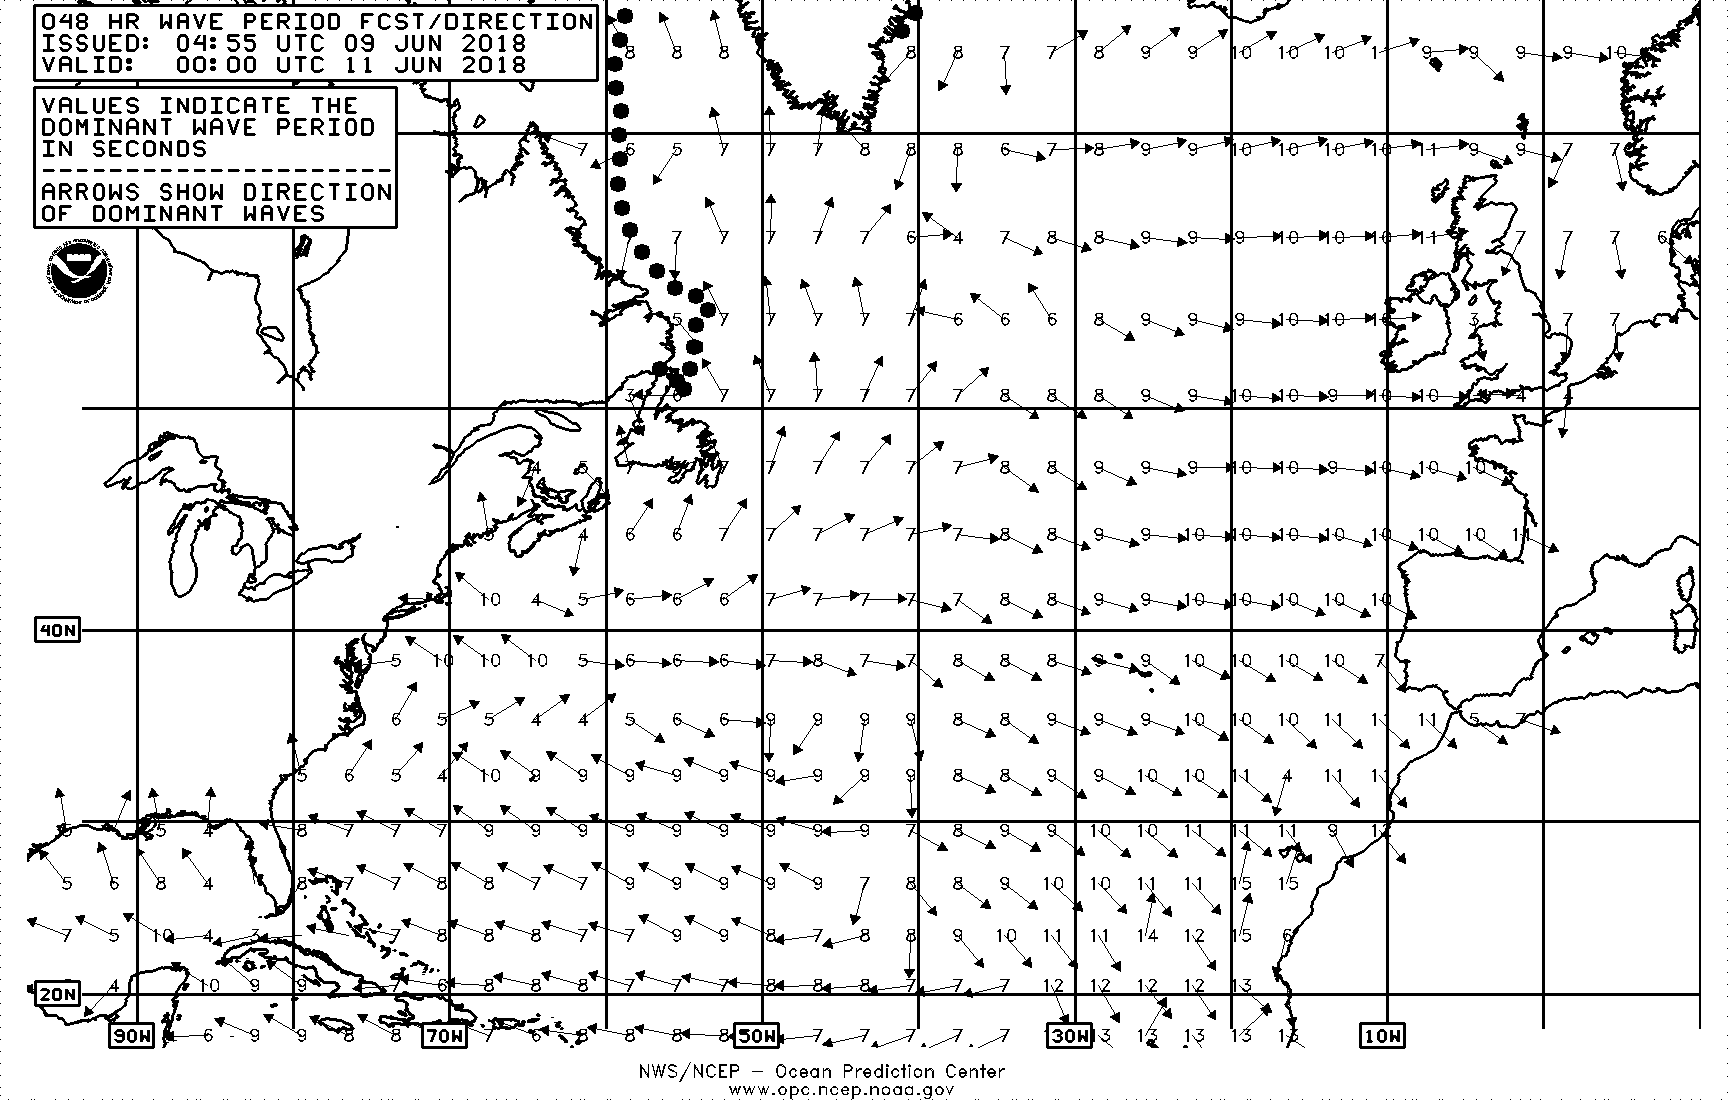 048 HR WAVE PERIOD FCST/DIRECTION
ISSUED: 04:55 UTC 09 JUN 2018
VALID: 00:00 UTC 11 JUN 2018
VALUES INDICATE THE
DOMINANT WAVE PERIOD
IN SECONDS
ARROWS SHOW DIRECTION
OF DOMINANT WAVES
8 8 8 8 8 7 7 8 9 9 10 10 10 1 9 9 9 9 10
7 6 5 7 7 7 8 8 8 6 7 8 9 9 10 10 10 10 11 9 9 7 7
7 7 7 7 7 6 4 7 8 8 9 9 9 10 10 10 11 7 7 7 6
5 7 7 7 7 7 6 6 6 8 9 9 9 10 10 10 3 7 7
3 6 7 7 7 7 7 7 8 8 8 9 9 10 10 10 10 4 4
4 5 7 7 7 7 7 7 8 8 9 9 9 10 10 9 10 10 10
4 6 6 7 7 7 7 7 7 8 8 9 9 10 10 10 10 10 10 10 11
10 4 5 6 6 6 7 7 7 7 7 8 8 9 9 10 10 10 10 10
40N
5 10 10 10 5 6 6 6 7 8 7 7 8 8 8 9 9 10 10 10 10 7
6 5 5 4 4 5 6 6 9 9 9 9 8 8 9 9 10 10 10 11 1 11 5 7
5 6 5 4 10 9 9 9 9 9 9 9 9 9 8 8 9 9 10 10 11 4 11 1
5 5 4 8 7 7 7 9 9 9 9 9 9 9 9 9 7 8 9 10 10 11 11 11 9 1
5 6 8 4 8 7 7 8 8 7 7 9 9 9 9 9 7 8 8 9 10 10 11 11 15 15
7 5 10 4 3 7 8 8 8 7 7 9 9 8 7 8 8 9 10 11 11 14 12 15 6
20N
4 10 9 9 7 6 8 8 8 7 7 7 8 8 8 7 7 7 12 12 12 12 13
6 9 9 8 8 7 6 8 8 8 8 7 7 7 7 7 13 13 13 13 13
90W 70W 50W 30W 10W
NWS/NCEP – Ocean Prediction Center
www.opc.ncep.noaa.gov